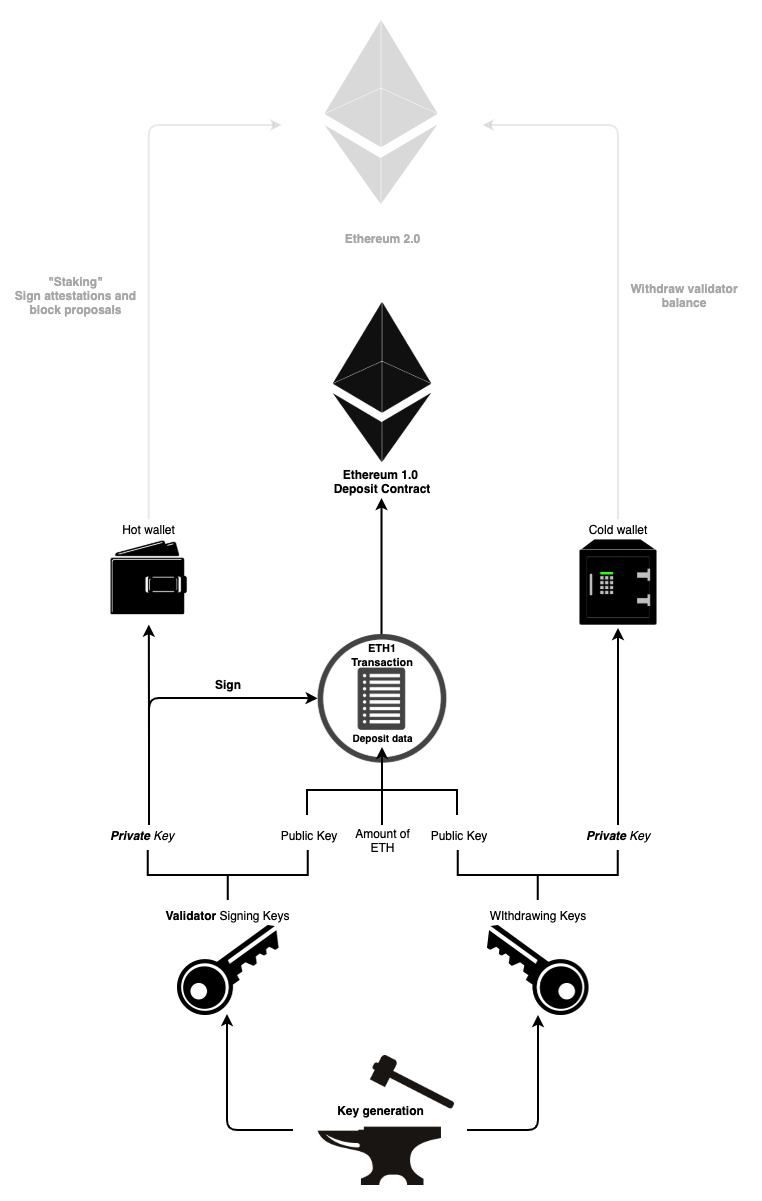 Ethereum 2.0
"Staking"
Sign attestations and
block proposals
Withdraw validator
balance
Ethereum 1.0
Deposit Contract
Hot wallet
Cold wallet
ETH1
Transaction
Sign
Deposit data
Private Key
Public Key
Amount of
ETH
Public Key
Private Key
Validator Signing Keys
WIthdrawing Keys
Key generation